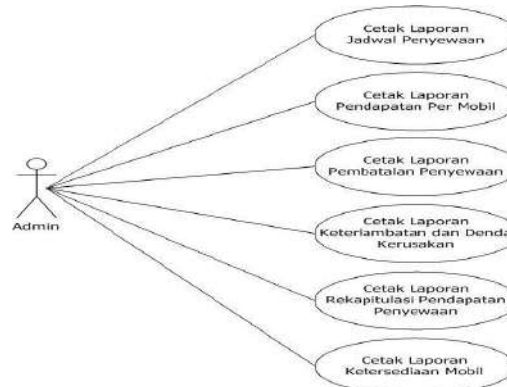 Cetak Laporan
Jadwal Penyewaan
Cetak Laporan
Pendapatan Per Mobil
Cetak Laporan
Pembatalan Penyewaan
Admin
Cetak Laporan
Keterlambatan dan Denda
Kerusakan
Cetak Laporan
Rekapitulasi Pendapatan
Penyewaan
Cetak Laporan
Ketersediaan Mobil